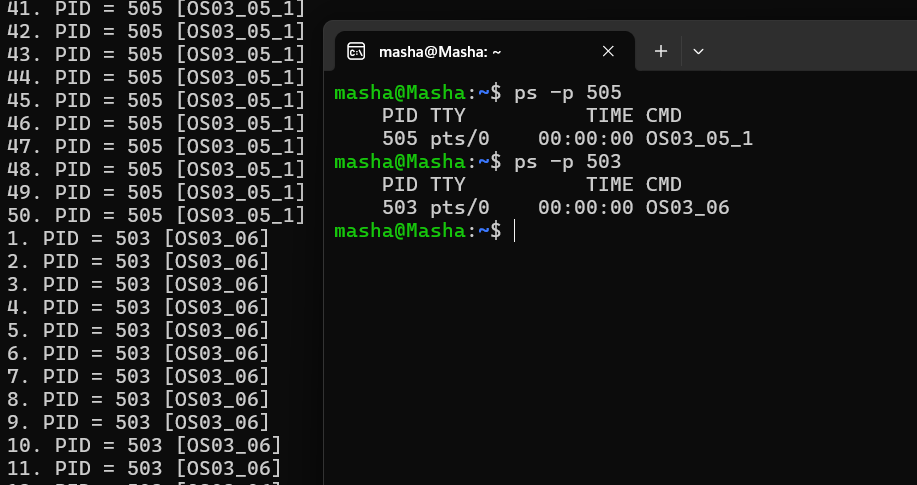 41. PID = 505 [OS03_05_1]
42. PID = 505 [OS03_05_1]
43. PID = 505 [OS03_05_1]
44. PID = 505 [OS03_05_1]
45. PID = 505 [OS03_05_1]
46. PID = 505 [OS03_05_1]
47. PID = 505 [OS03_05_1]
48. PID = 505 [OS03_05_1]
49. PID = 505 [OS03_05_1]
50. PID = 505 [OS03_05_1]
1. PID = 503 [OS03_06]
2. PID = 503 [OS03_06]
3. PID = 503 [OS03_06]
4. PID = 503 [OS03_06]
5. PID = 503 [OS03_06]
6. PID = 503 [OS03_06]
7. PID = 503 [OS03_06]
8. PID = 503 [OS03_06]
9. PID = 503 [OS03_06]
10. PID = 503 [OS03_06]
11. PID = 503 [OS03_06]
masha@Masha: ~
masha@Masha:~$ ps -p 505
PID TTY TIME CMD
505 pts/0 00:00:00 OS03_05_1
masha@Masha:~$ ps -p 503
PID TTY TIME CMD
503 pts/0 00:00:00 OS03_06
masha@Masha:~$